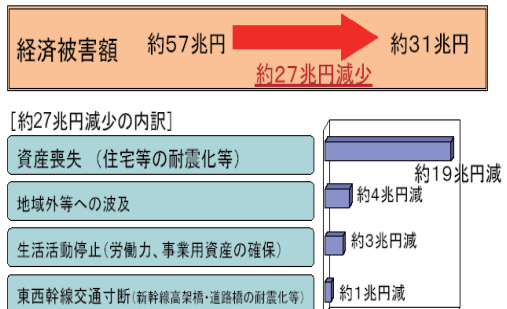 経済被害額 約57兆円 約31兆円
約27兆円減少
[約27兆円減少の内訳]
資産喪失 (住宅等の耐震化等)
約19兆円減
地域外等への波及
約4兆円減
生活活動停止(労働力、事業用資産の確保)
約3兆円減
東西幹線交通寸断(新幹線高架橋・道路橋の耐震化等)
約1兆円減